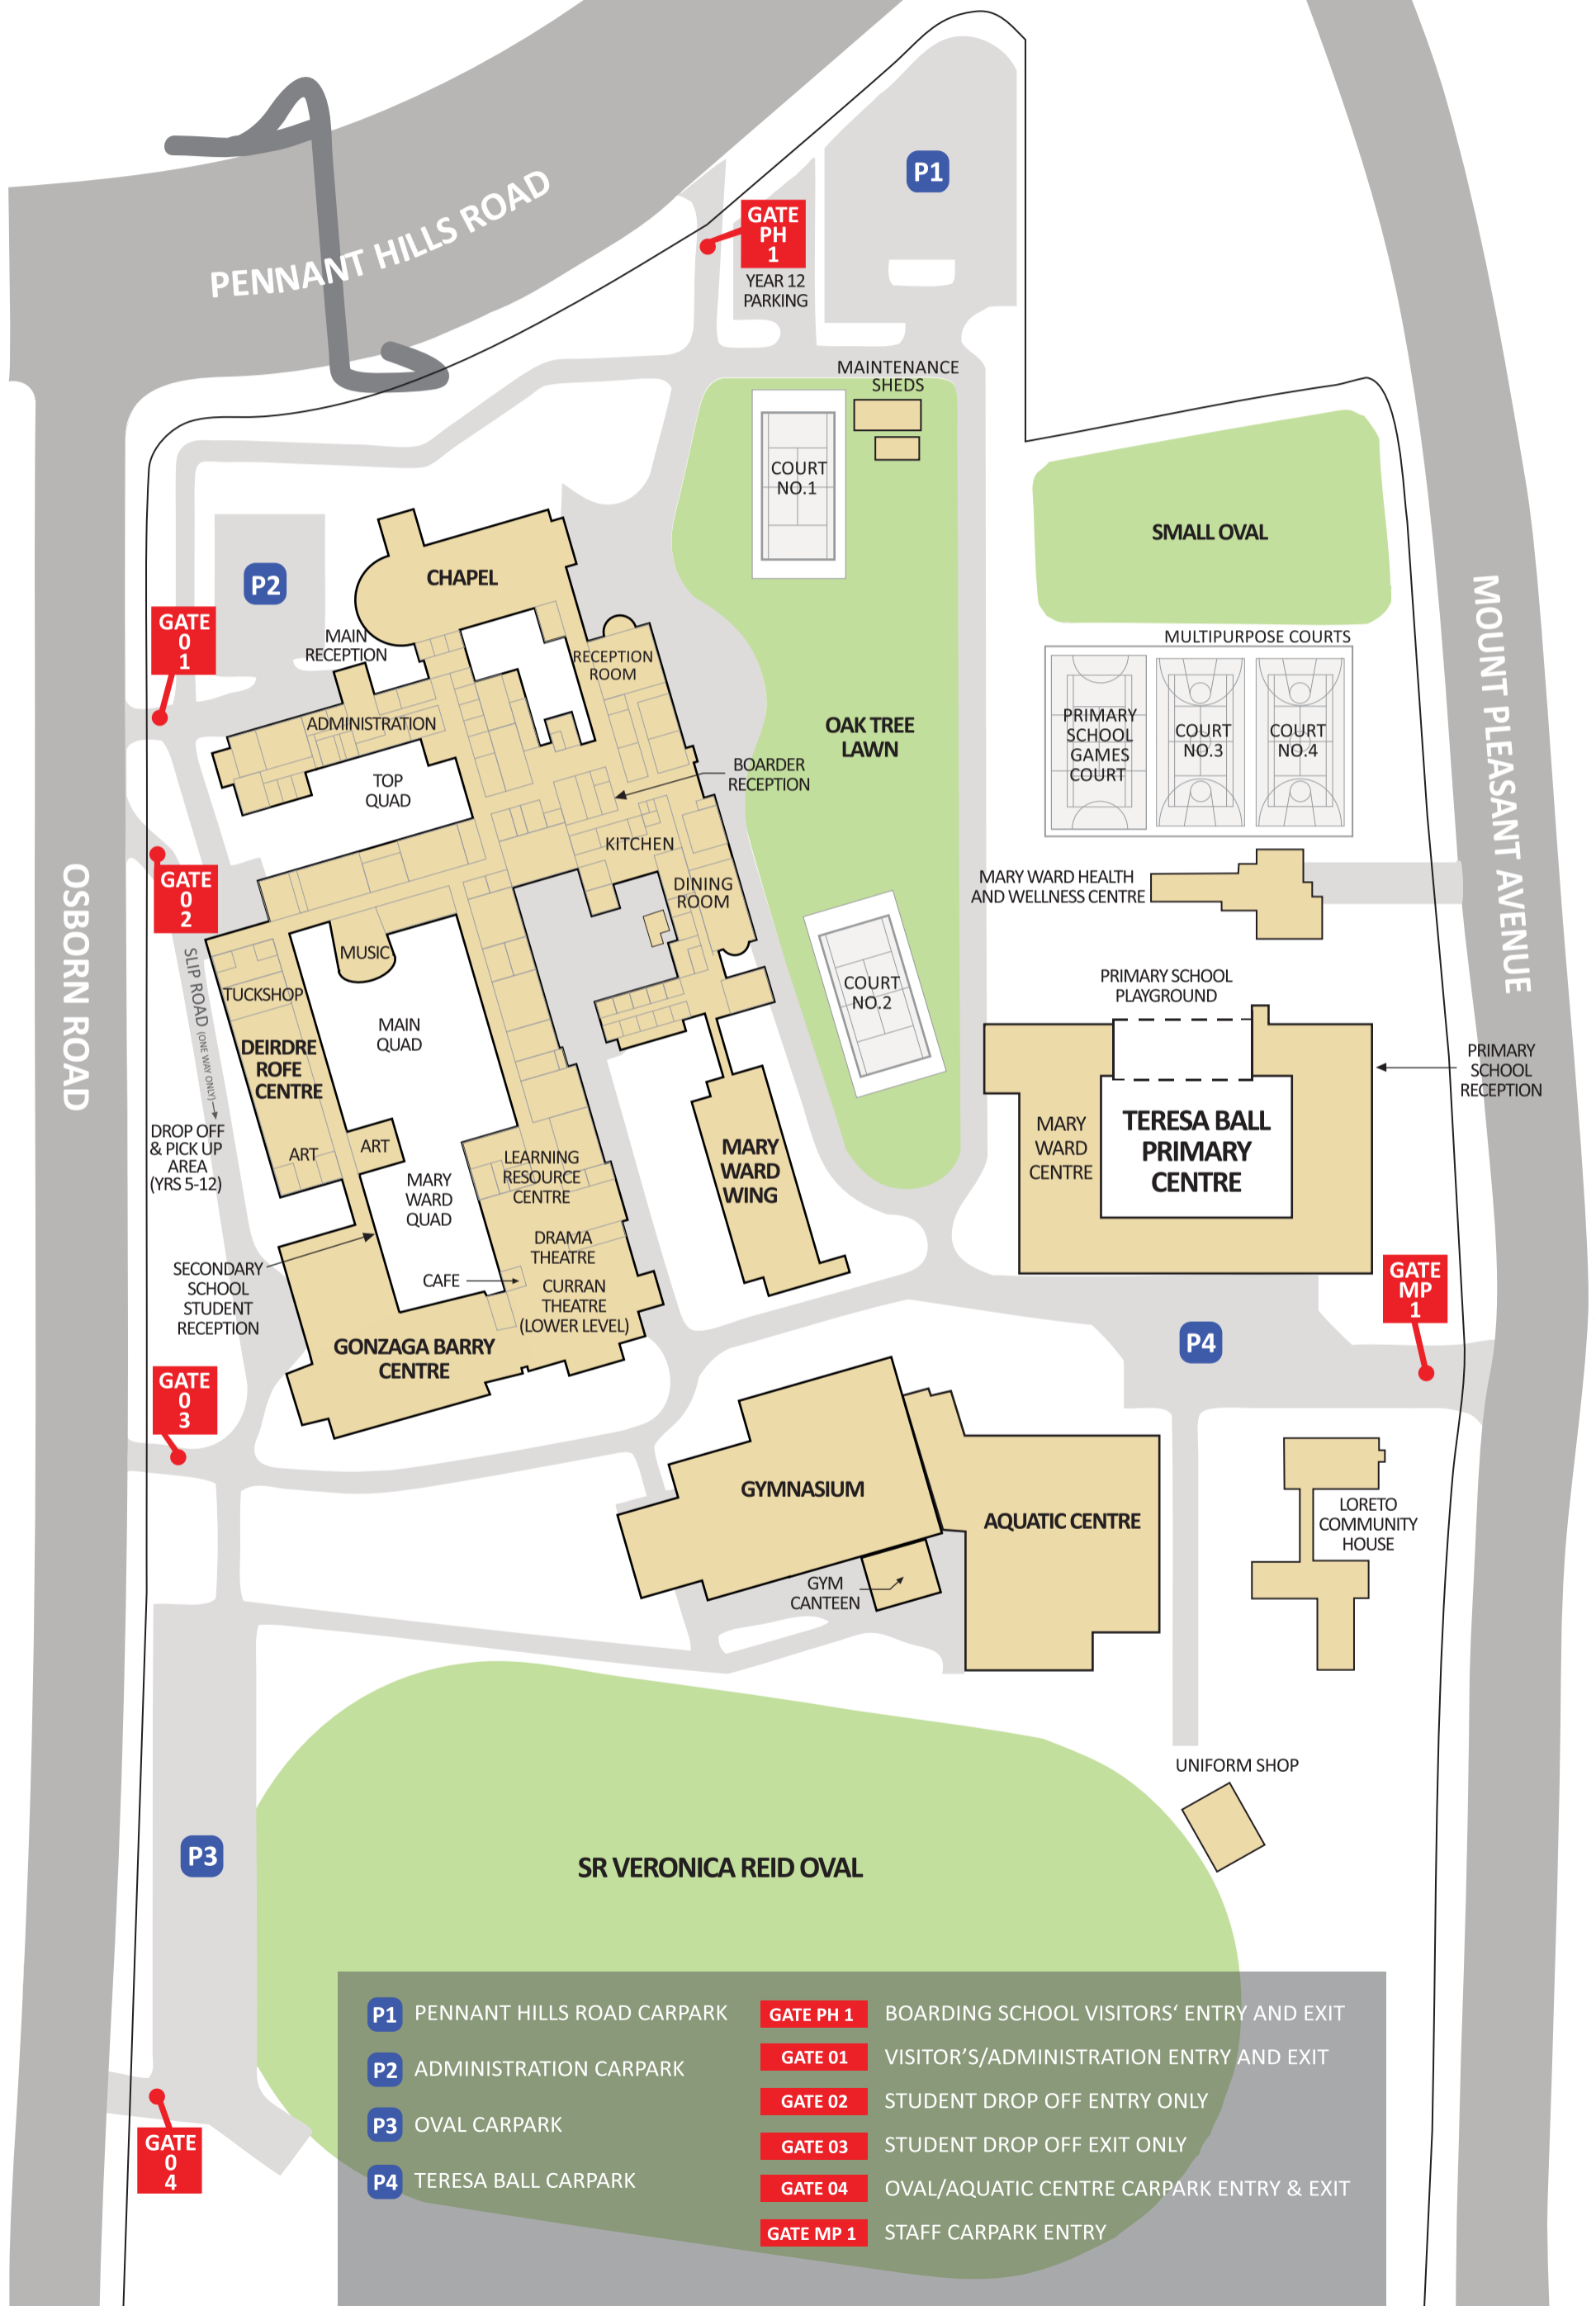 PENNANT HILLS ROAD
P1
GATE
PH
1
YEAR 12
PARKING
MAINTENANCE
SHEDS
COURT
NO.1
SMALL OVAL
MOUNT PLEASANT AVENUE
P2
CHAPEL
GATE
0
1
MAIN
RECEPTION
RECEPTION
ROOM
MULTIPURPOSE COURTS
PRIMARY
SCHOOL
GAMES
COURT
COURT
NO.3
COURT
NO.4
ADMINISTRATION
OAK TREE
LAWN
TOP
QUAD
BOARDER
RECEPTION
KITCHEN
OSBORN ROAD
GATE
0
2
DINING
ROOM
MARY WARD HEALTH
AND WELLNESS CENTRE
MUSIC
SLIP ROAD (ONE WAY ONLY)
TUCKSHOP
COURT
NO.2
PRIMARY SCHOOL
PLAYGROUND
MAIN
QUAD
DEIRDRE
ROFE
CENTRE
PRIMARY
SCHOOL
RECEPTION
DROP OFF
& PICK UP
AREA
(YRS 5-12)
ART
ART
MARY
WARD
CENTRE
TERESA BALL
PRIMARY
CENTRE
MARY
WARD
WING
LEARNING
RESOURCE
CENTRE
MARY
WARD
QUAD
DRAMA
THEATRE
SECONDARY
SCHOOL
STUDENT
RECEPTION
CAFE
CURRAN
THEATRE
(LOWER LEVEL)
GATE
MP
1
P4
GONZAGA BARRY
CENTRE
GATE
0
3
GYMNASIUM
AQUATIC CENTRE
LORETO
COMMUNITY
HOUSE
GYM
CANTEEN
UNIFORM SHOP
P3
SR VERONICA REID OVAL
GATE
0
4
P1 PENNANT HILLS ROAD CARPARK
P2 ADMINISTRATION CARPARK
P3 OVAL CARPARK
P4 TERESA BALL CARPARK
GATE PH 1 BOARDING SCHOOL VISITORS‘ ENTRY AND EXIT
GATE 01 VISITOR’S/ADMINISTRATION ENTRY AND EXIT
GATE 02 STUDENT DROP OFF ENTRY ONLY
GATE 03 STUDENT DROP OFF EXIT ONLY
GATE 04 OVAL/AQUATIC CENTRE CARPARK ENTRY & EXIT
GATE MP 1 STAFF CARPARK ENTRY